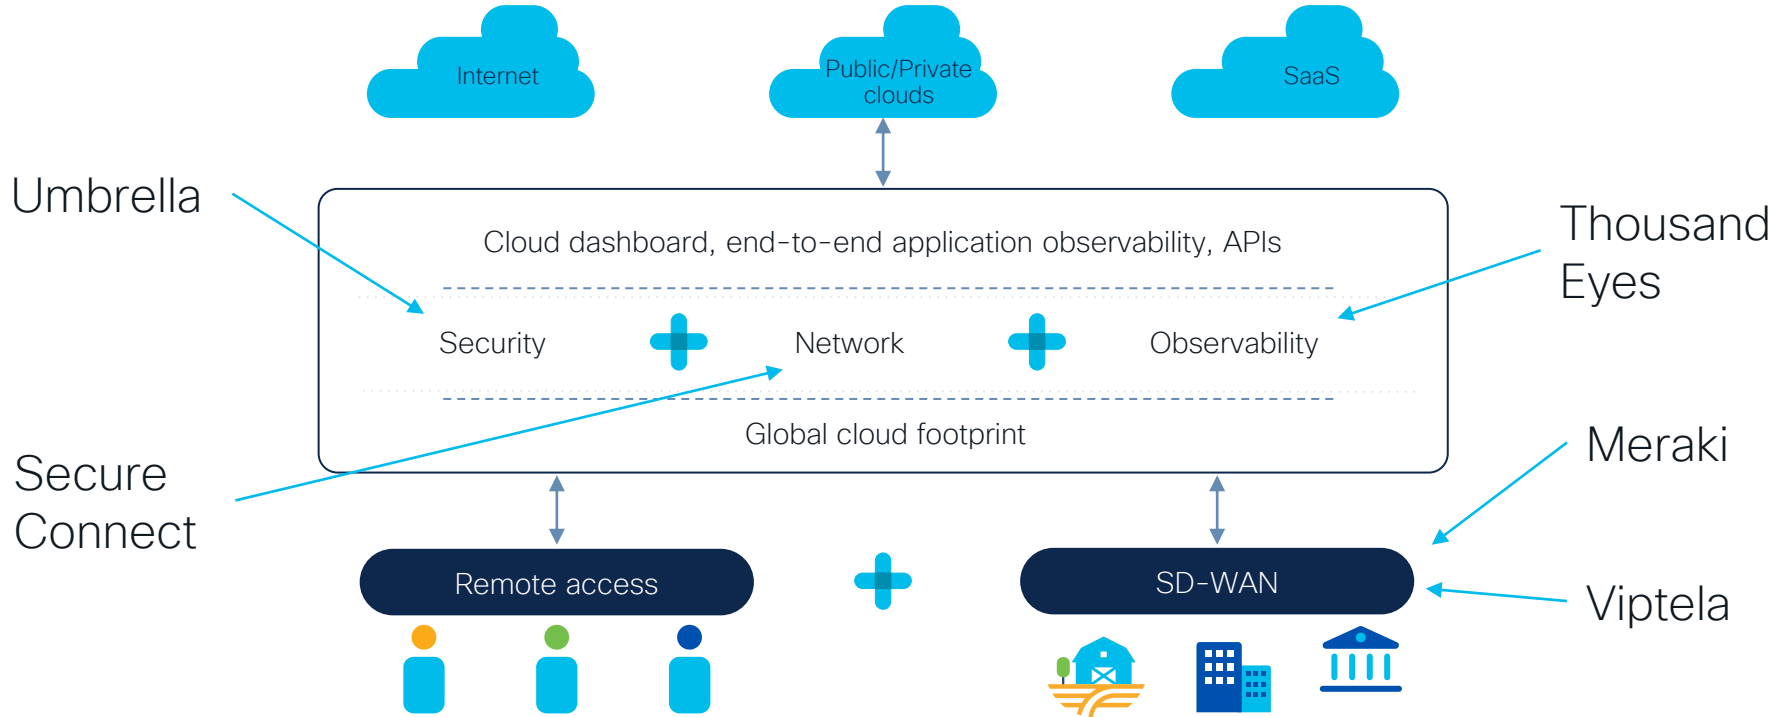 Internet
Public/Private
clouds
SaaS
Umbrella
Cloud dashboard, end-to-end application observability, APIs
Thousand
Eyes
Security
Network
Observability
Global cloud footprint
Secure
Connect
Meraki
Remote access
SD-WAN
Viptela